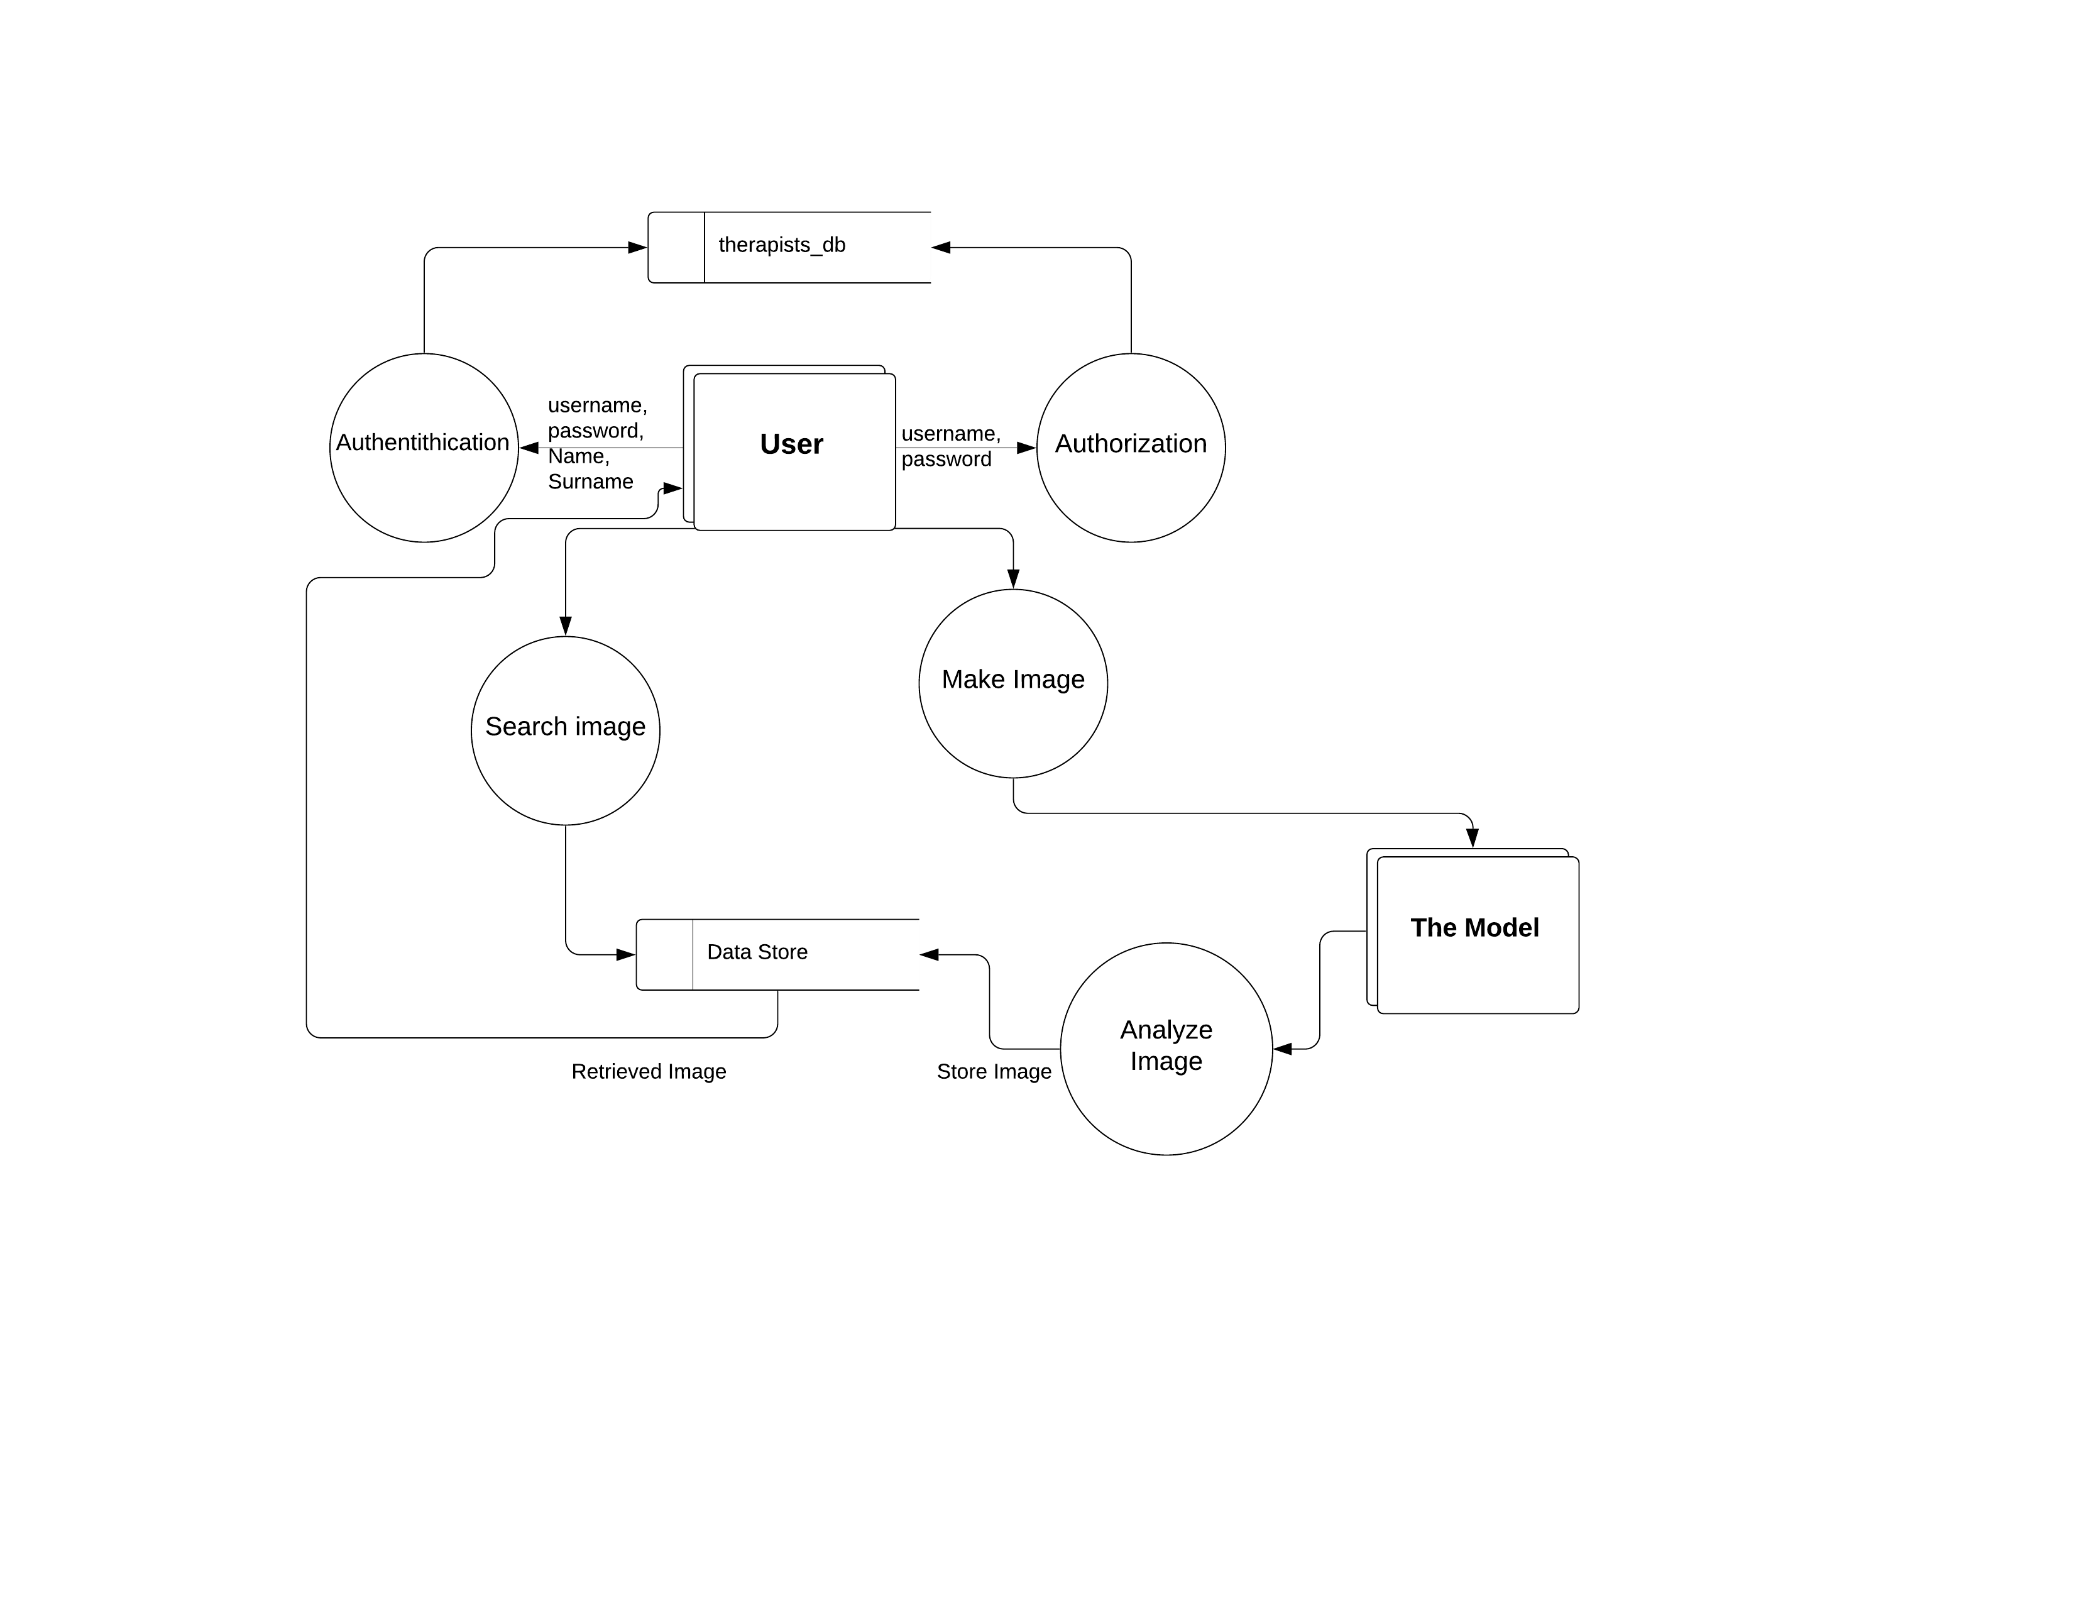 therapists_db
username,
password,
Name,
Surname
Authentithication
User
username,
password
Authorization
Make Image
Search image
The Model
Data Store
Analyze
Image
Retrieved Image
Store Image